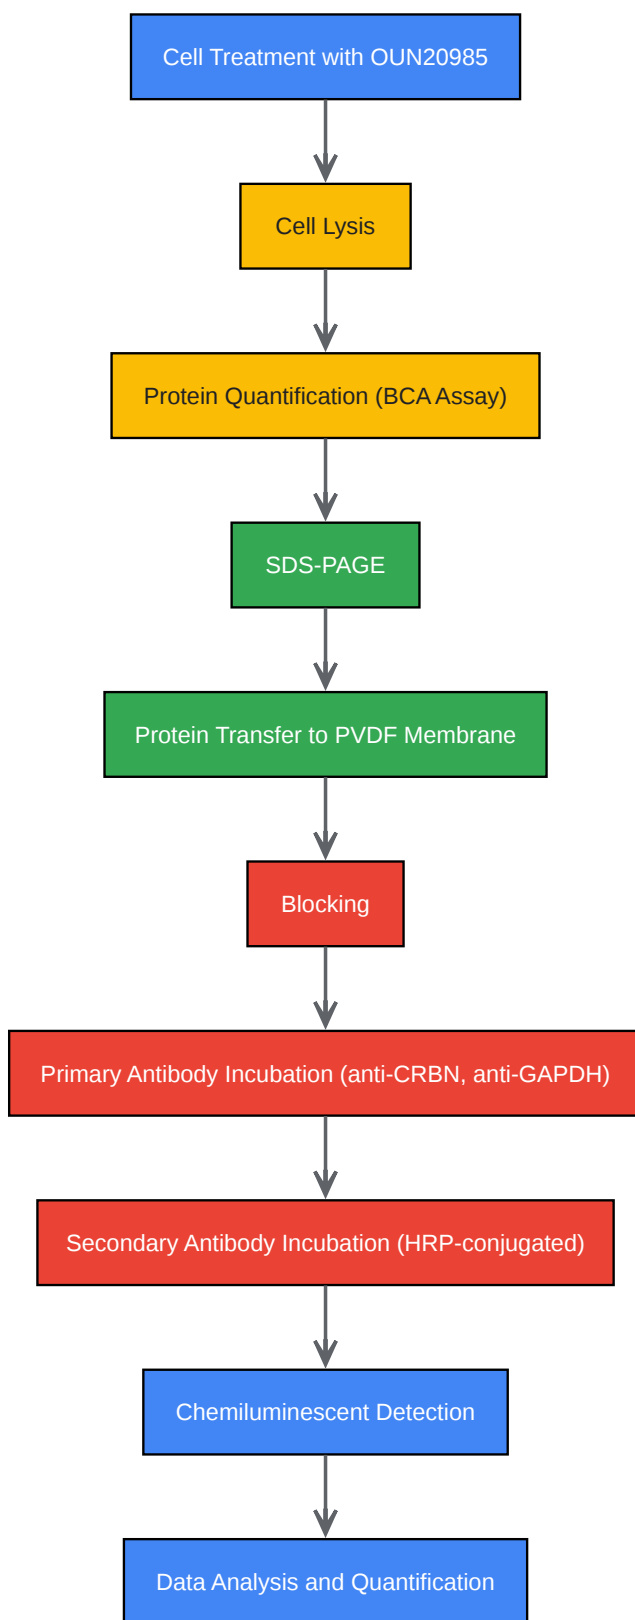 Cell Treatment with OUN20985
Cell Lysis
Protein Quantification (BCA Assay)
SDS-PAGE
Protein Transfer to PVDF Membrane
Blocking
Primary Antibody Incubation (anti-CRBN, anti-GAPDH)
Secondary Antibody Incubation (HRP-conjugated)
Chemiluminescent Detection
Data Analysis and Quantification